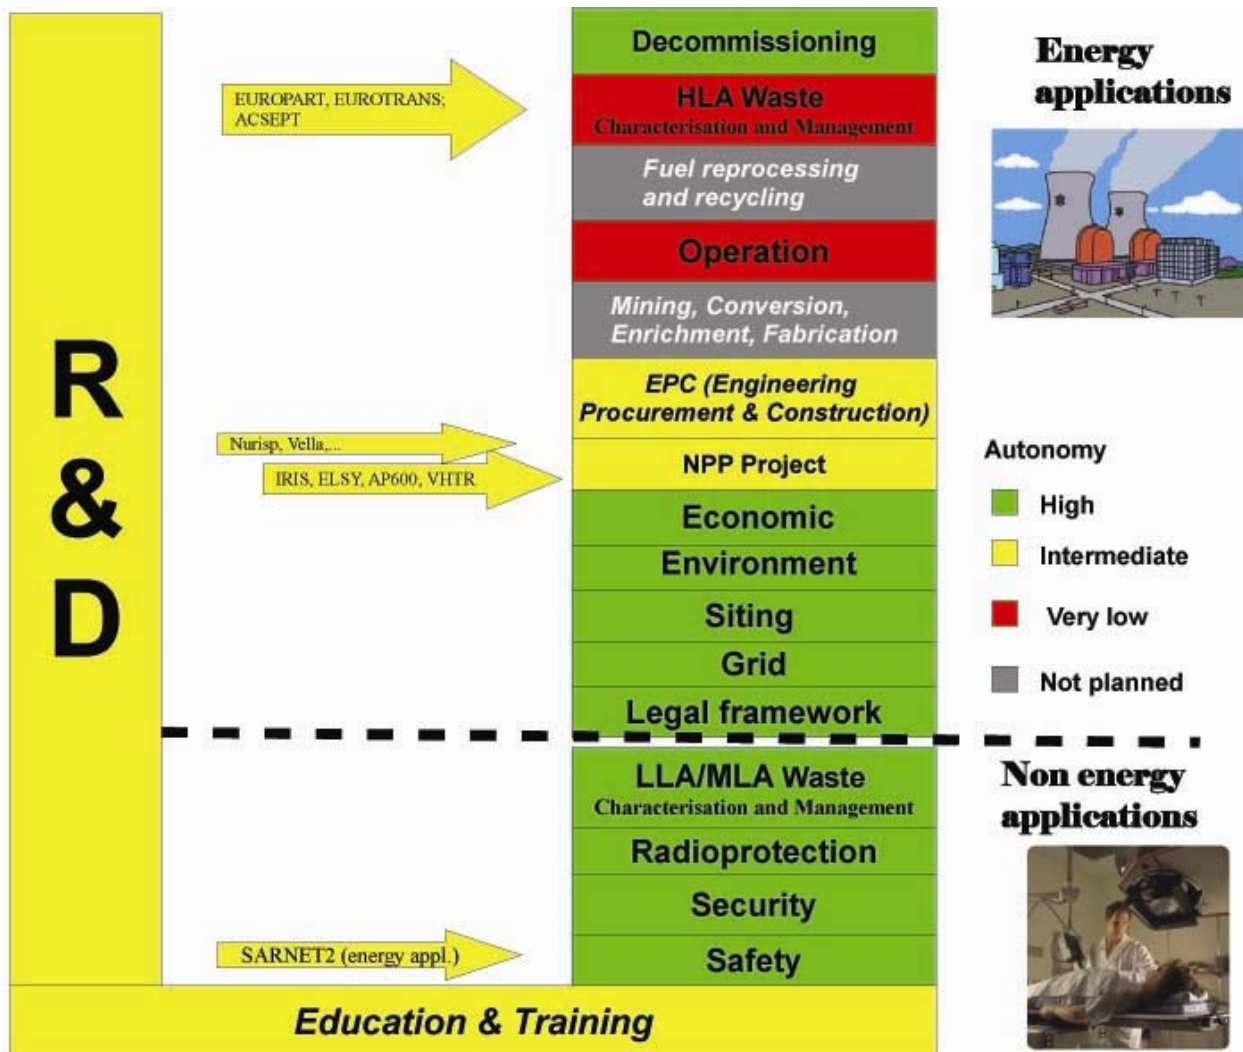 R
&
D
EUROPART, EUROTRANS;
ACSEPT
Nurisp, Vella,...
IRIS, ELSY, AP600, VHTR
SARNET2 (energy appl.)
Decommissioning
HLA Waste
Characterisation and Management
Fuel reprocessing
and recycling
Operation
Mining, Conversion,
Enrichment, Fabrication
EPC (Engineering
Procurement & Construction)
NPP Project
Economic
Environment
Siting
Grid
Legal framework
LLA/MLA Waste
Characterisation and Management
Radioprotection
Security
Safety
Education & Training
Energy
applications
Autonomy
High
Intermediate
Very low
Not planned
Non energy
applications